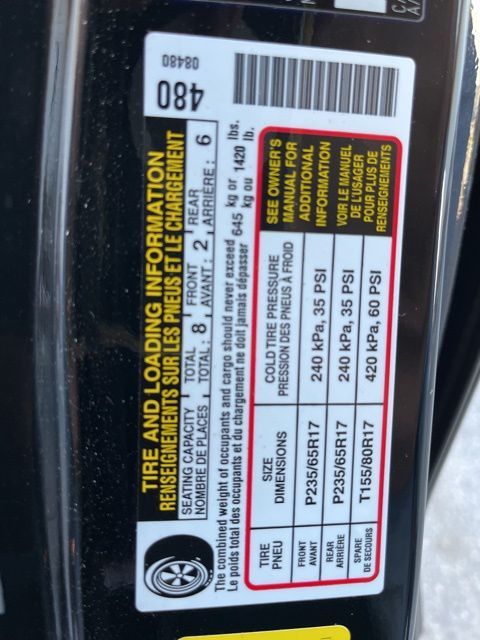 TIRE AND LOADING INFORMATION
RENSEIGNEMENTS SUR LES PNEUS ET LE CHARGEMENT
480
08480
SEATING CAPACITY TOTAL : 8 FRONT : 2 REAR : 6
NOMBRE DE PLACES TOTAL : 8 AVANT : 2 ARRIÈRE : 6
The combined weight of occupants and cargo should never exceed 645 kg or 1420 lbs.
Le poids total des occupants et du chargement ne doit jamais dépasser 645 kg ou 1420 lb.
TIRE SIZE COLD TIRE PRESSURE
PNEU DIMENSIONS PRESSION DES PNEUS À FROID
FRONT
AVANT
P235/65R17 240 kPa, 35 PSI
REAR
ARRIÈRE
P235/65R17 240 kPa, 35 PSI
SPARE
DE SECOURS
T155/80R17 420 kPa, 60 PSI
SEE OWNER'S
MANUAL FOR
ADDITIONAL
INFORMATION
VOIR LE MANUEL
DE L'USAGER
POUR PLUS DE
RENSEIGNEMENTS